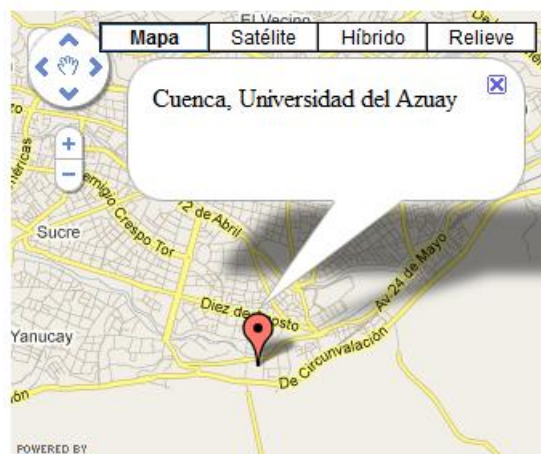 El Vecino
Mapa
Satélite
Híbrido
Relieve
Cuenca, Universidad del Azuay
+
-
Crespo Tor
12 de Abril
Sucre
Diez de Agosto
Av 24 de Mayo
Yanucay
De Circunvalación
POWERED BY